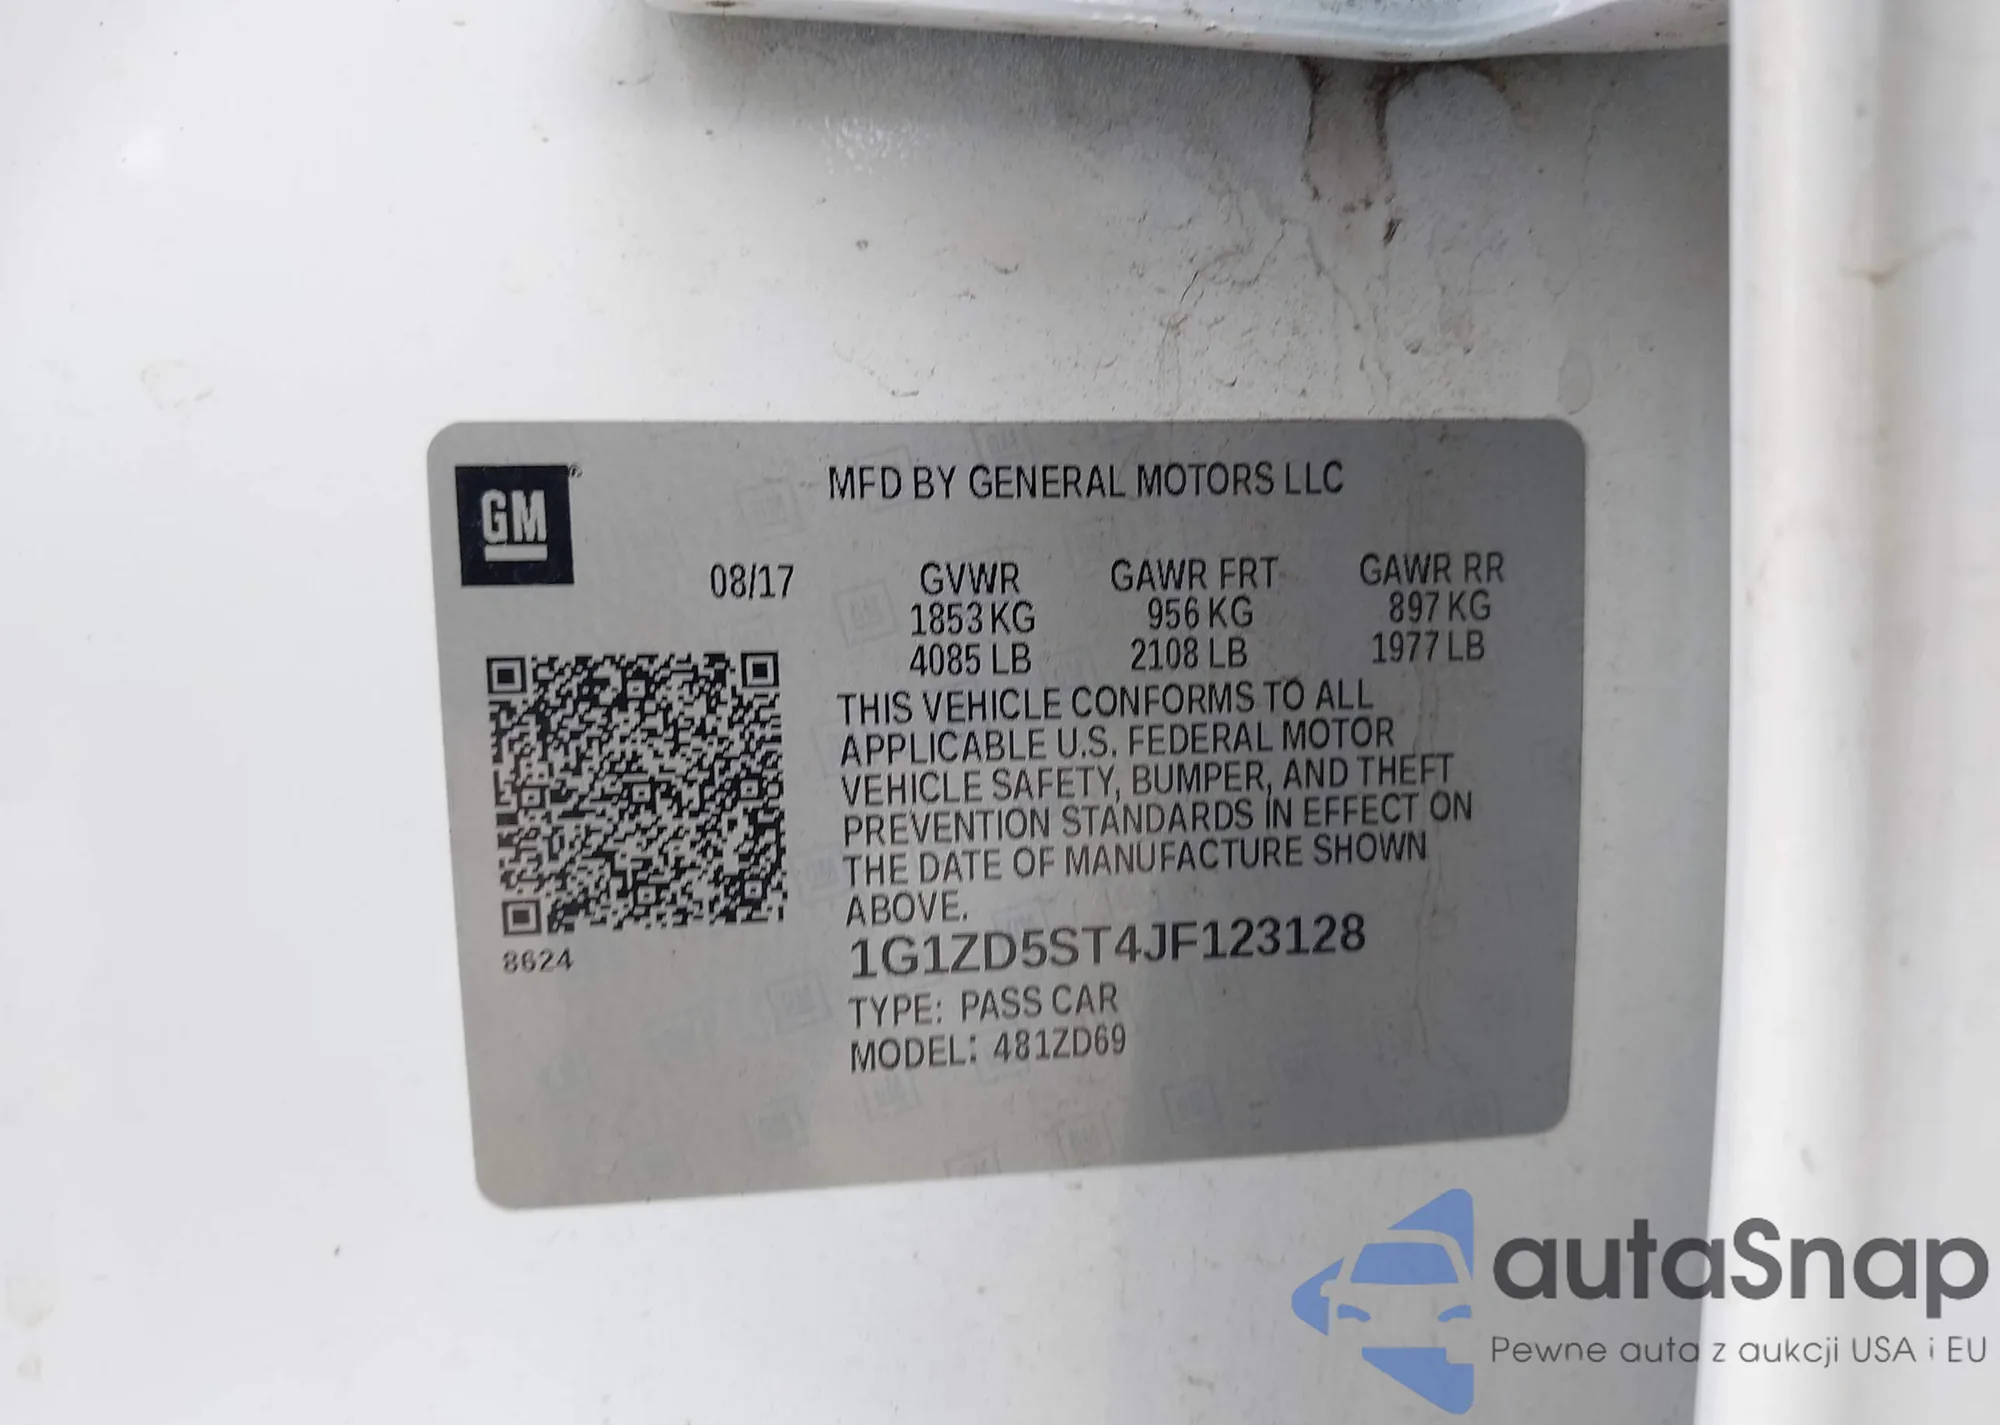 GM®
MFD BY GENERAL MOTORS LLC
08/17
GVWR GAWR FRT GAWR RR
1853 KG 956 KG 897 KG
4085 LB 2108 LB 1977 LB
THIS VEHICLE CONFORMS TO ALL
APPLICABLE U.S. FEDERAL MOTOR
VEHICLE SAFETY, BUMPER, AND THEFT
PREVENTION STANDARDS IN EFFECT ON
THE DATE OF MANUFACTURE SHOWN
ABOVE.
8624
1G1ZD5ST4JF123128
TYPE: PASS CAR
MODEL: 481ZD69
autaSnap
Pewne auta z aukcji USA i EU